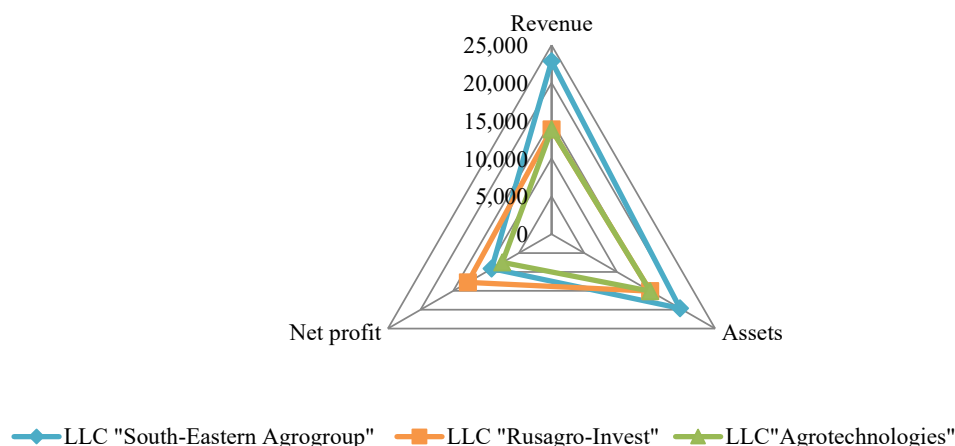 Revenue
25,000
20,000
15,000
10,000
5,000
0
Net profit
Assets
LLC "South-Eastern Agrogroup"
LLC "Rusagro-Invest"
LLC"Agrotechnologies"